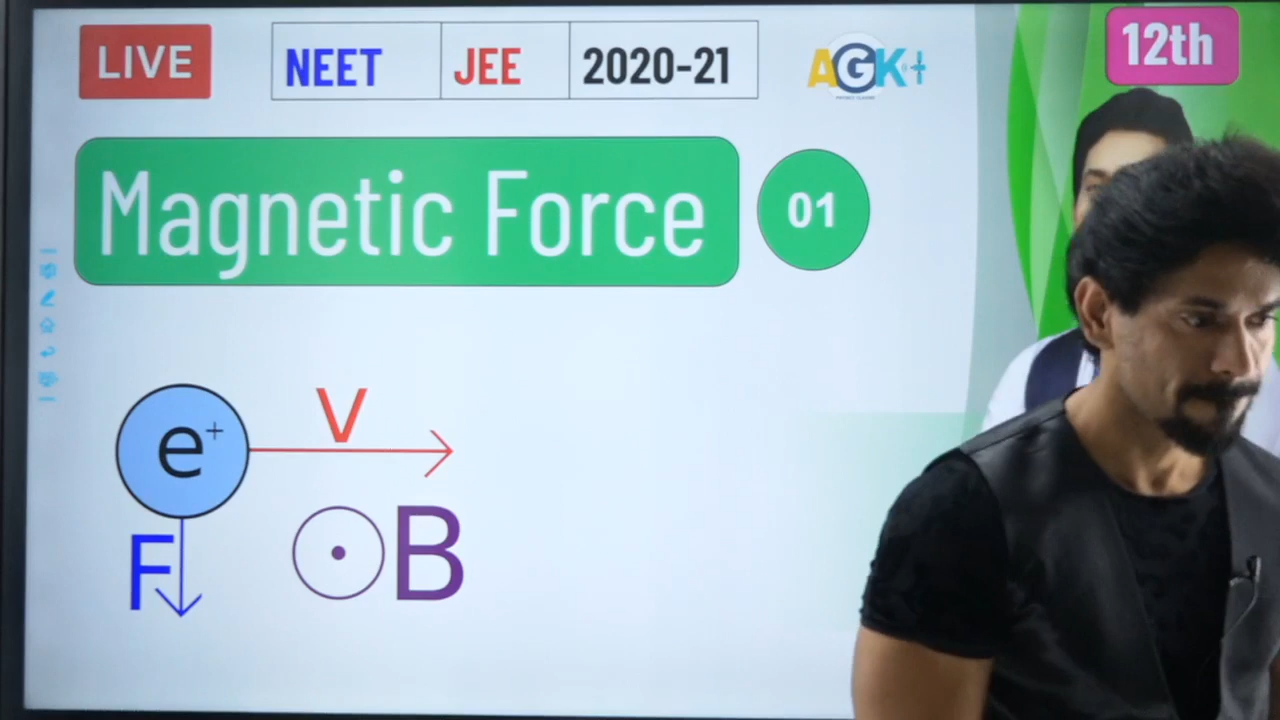 LIVE
NEET JEE 2020-21
AGK+
12th
Magnetic Force
01
e+
V
F
B